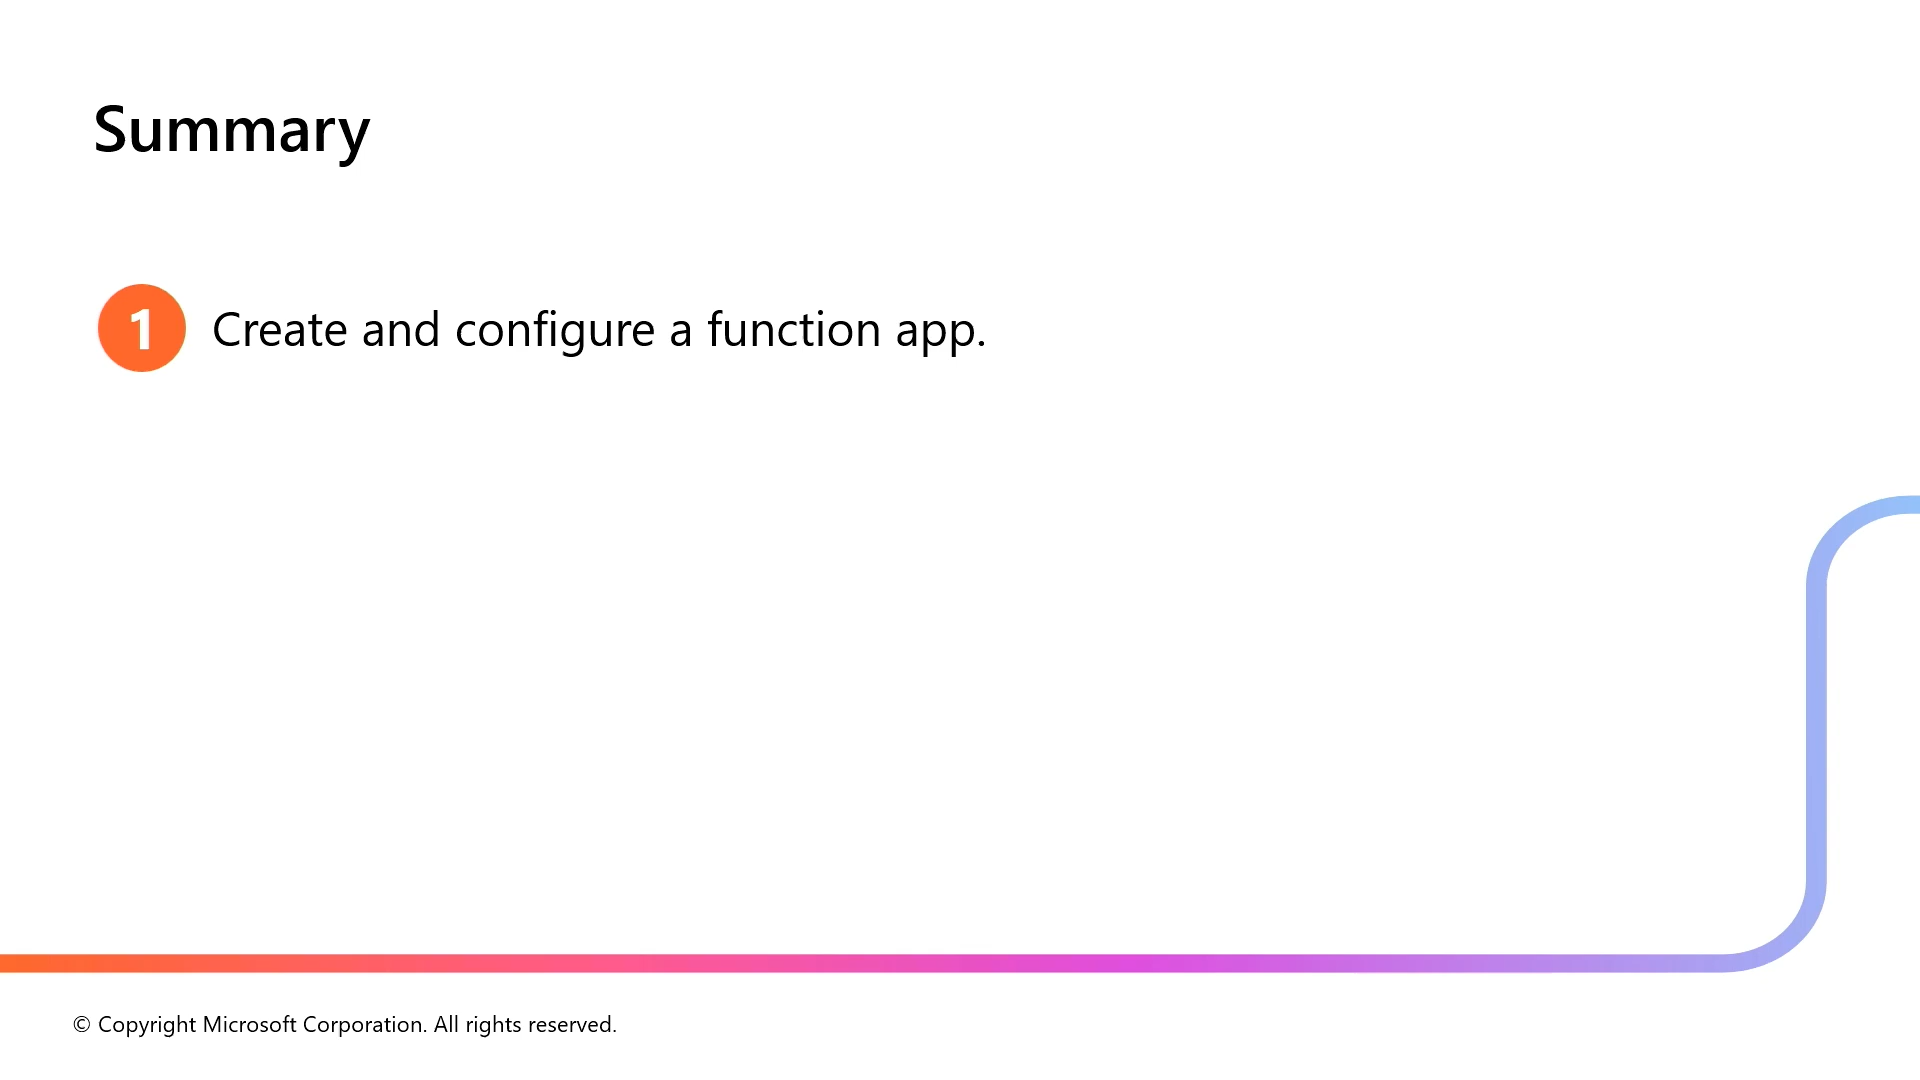 Summary
1 Create and configure a function app.
© Copyright Microsoft Corporation. All rights reserved.